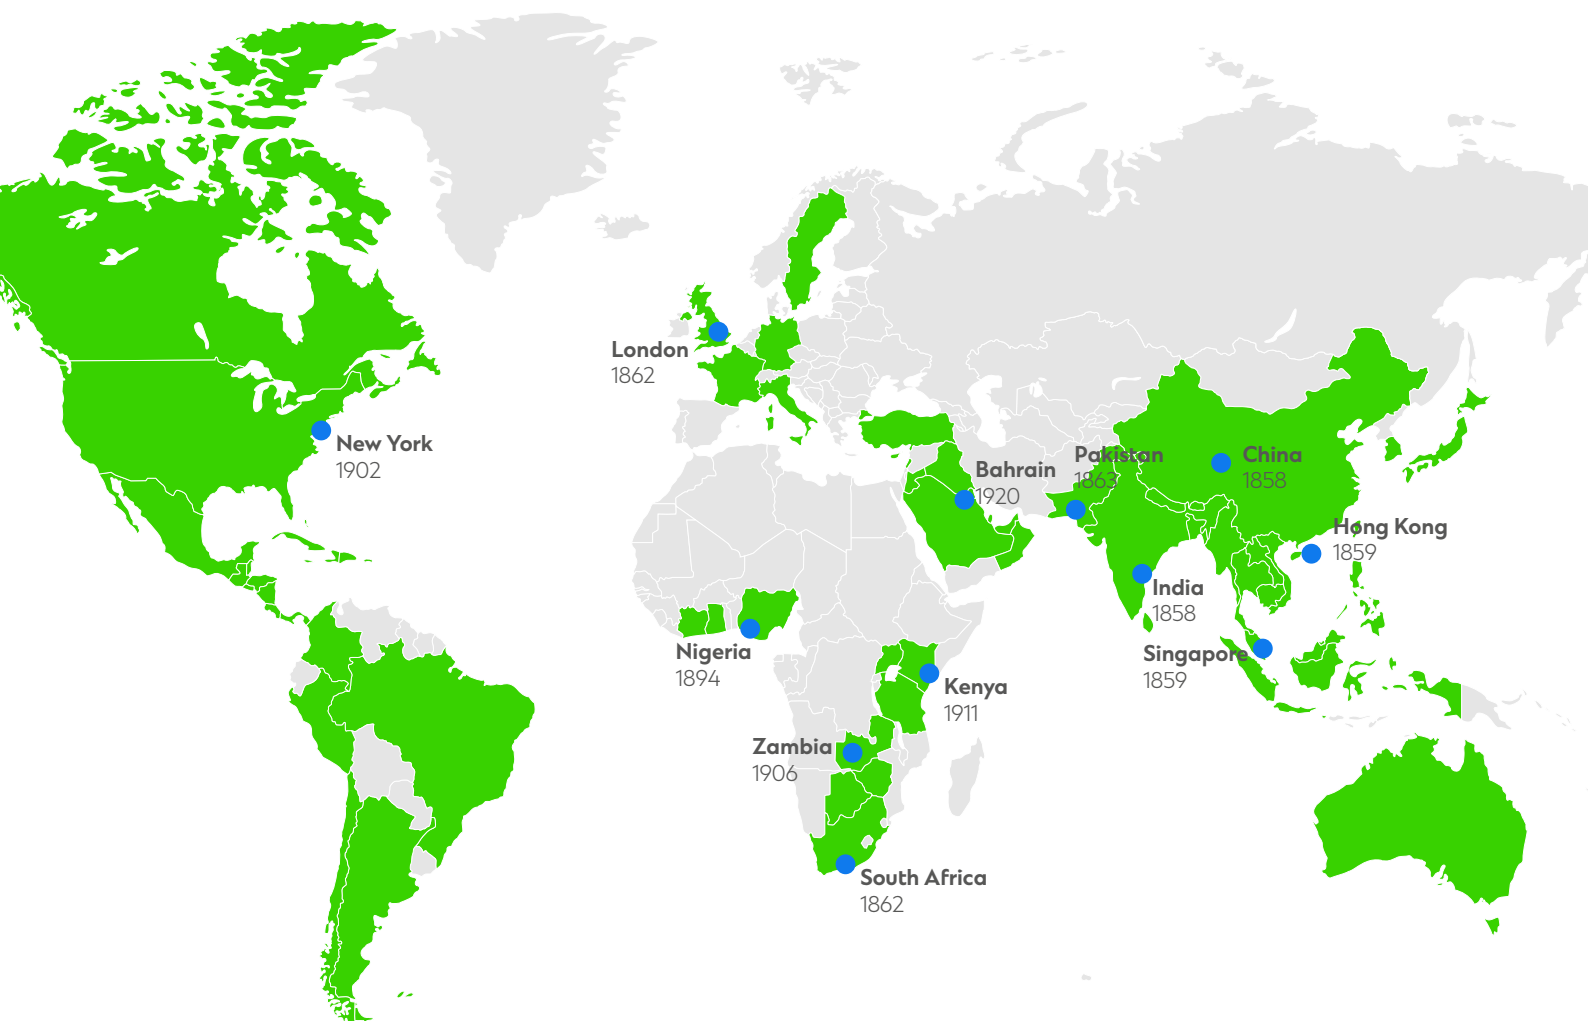 London
1862
New York
1902
Bahrain
1920
Pakistan
1863
China
1858
Hong Kong
1859
India
1858
Singapore
1859
Nigeria
1894
Kenya
1911
Zambia
1906
South Africa
1862